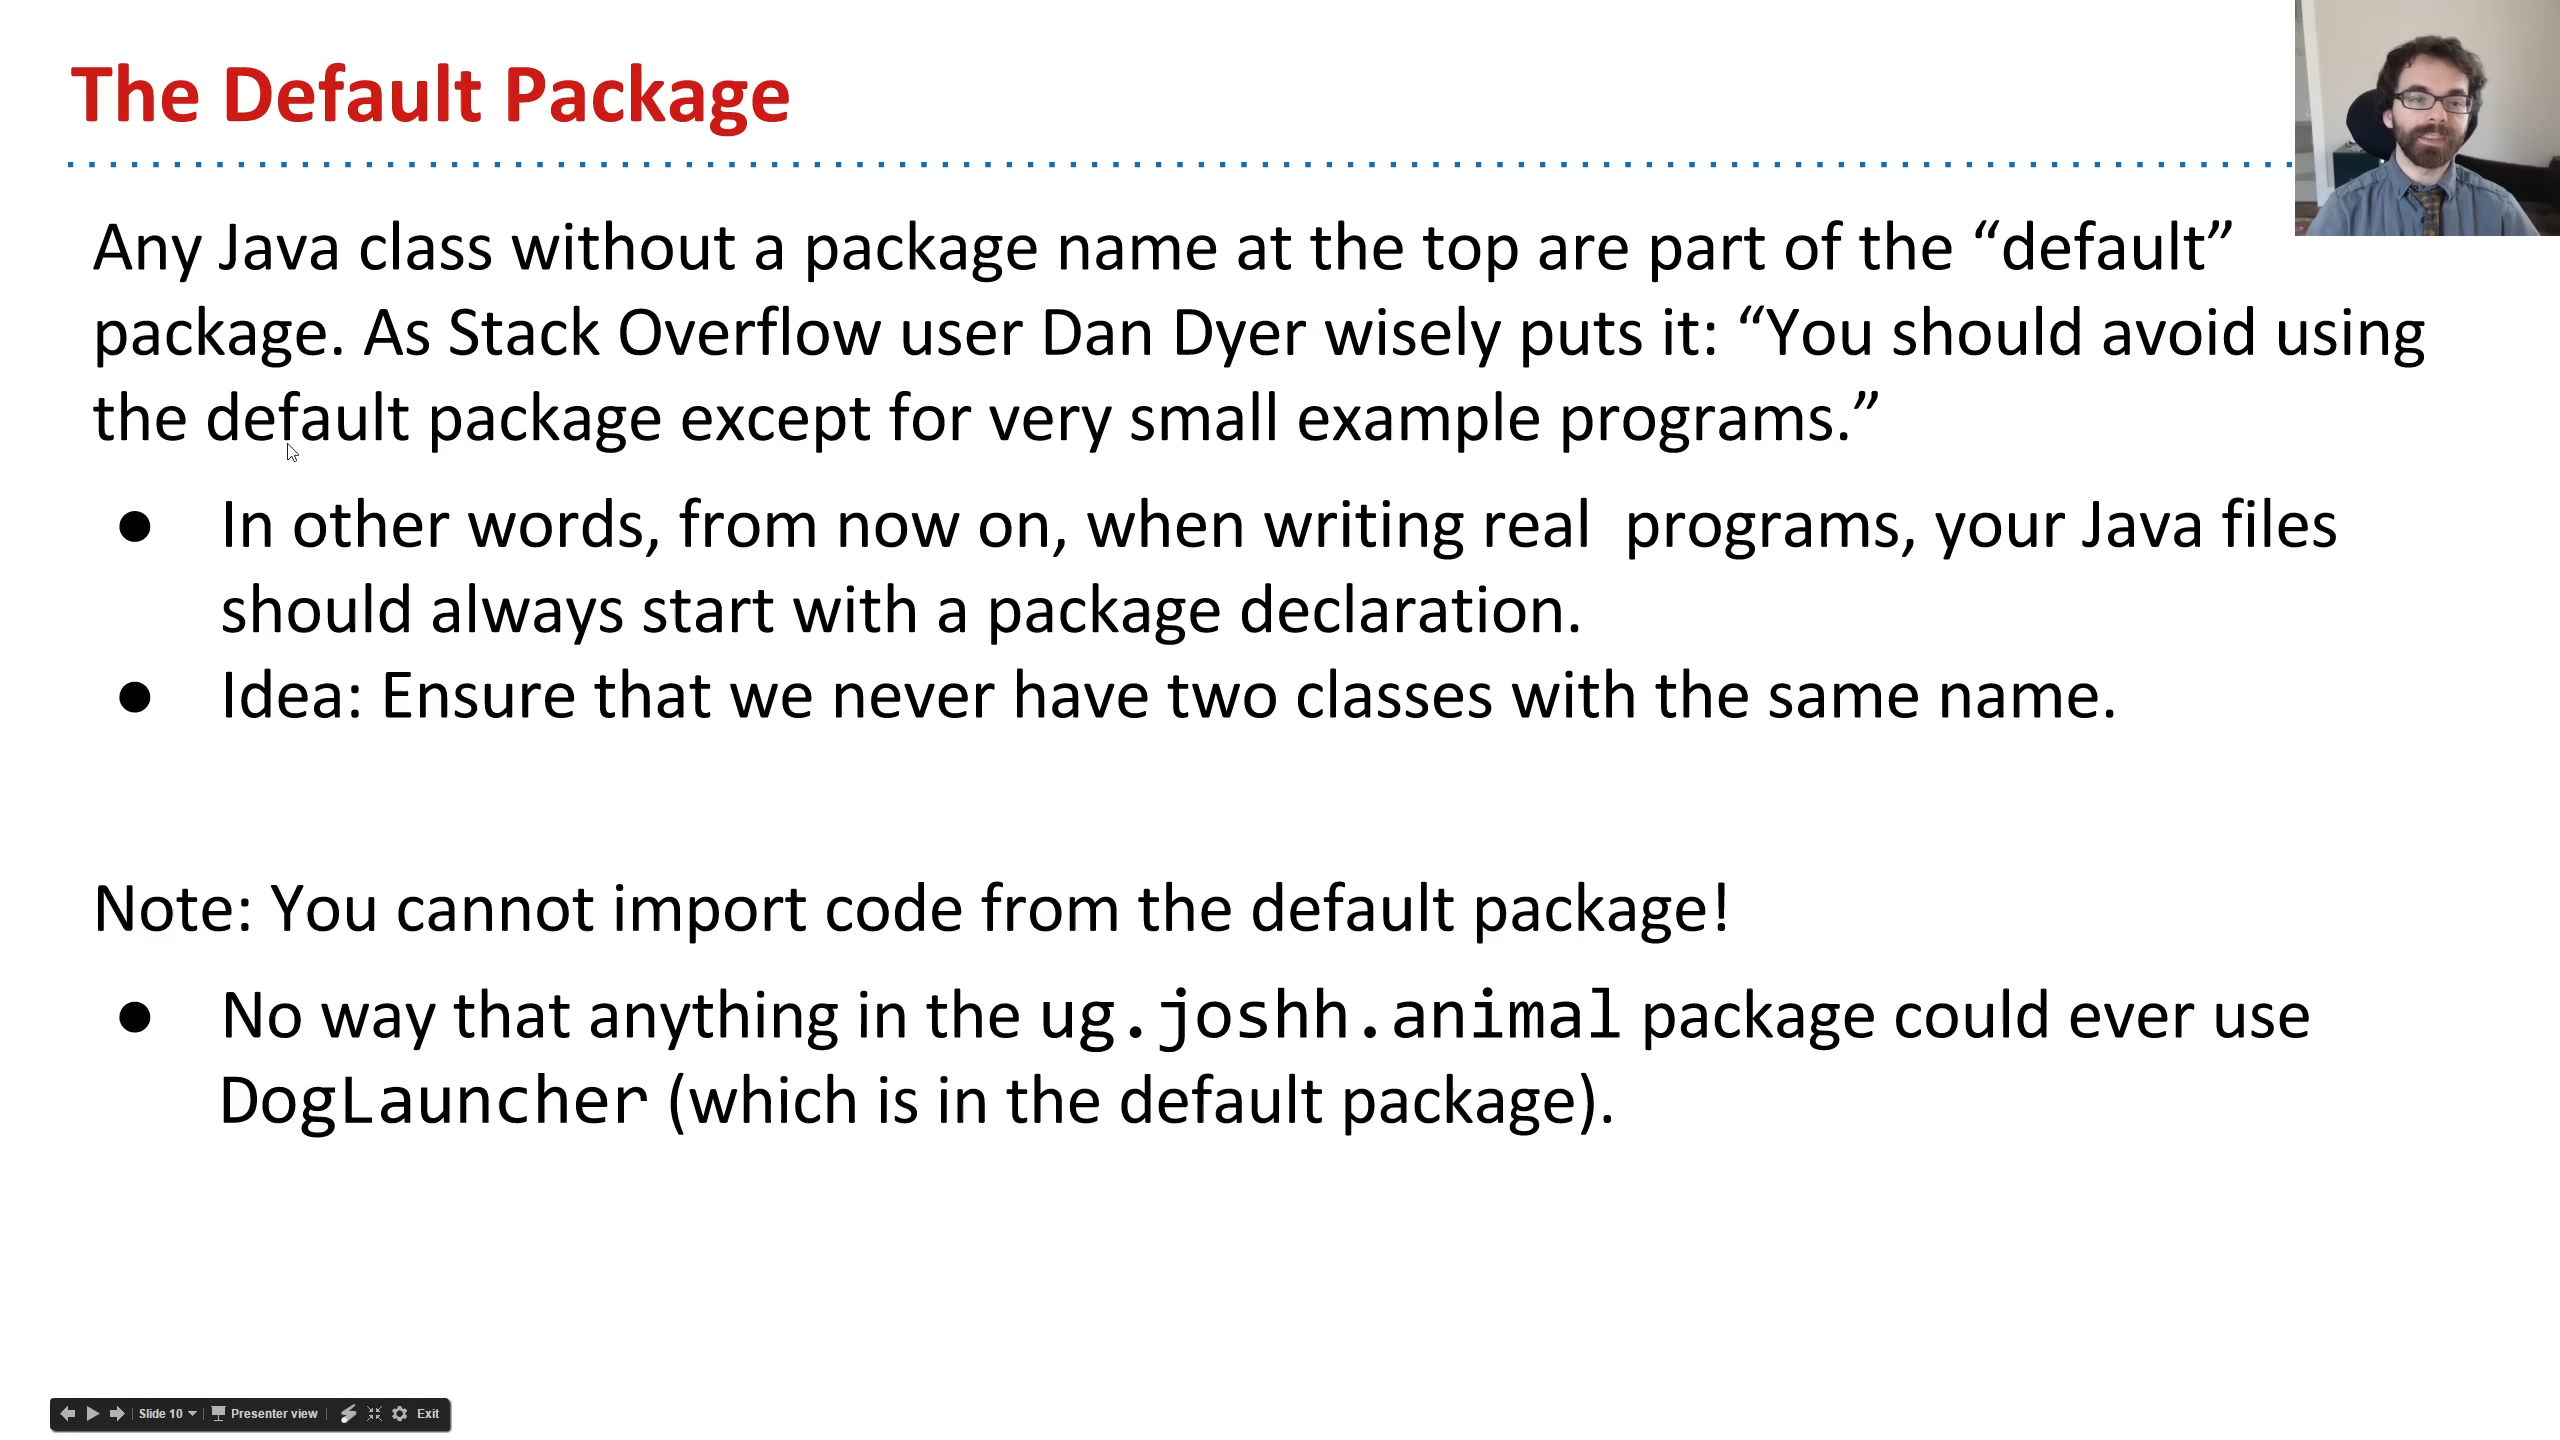 The Default Package
Any Java class without a package name at the top are part of the “default”
package. As Stack Overflow user Dan Dyer wisely puts it: “You should avoid using
the default package except for very small example programs.”
● In other words, from now on, when writing real  programs, your Java files
should always start with a package declaration.
● Idea: Ensure that we never have two classes with the same name.
Note: You cannot import code from the default package!
● No way that anything in the ug.joshh.animal package could ever use
DogLauncher (which is in the default package).
Slide 10 Presenter view Exit